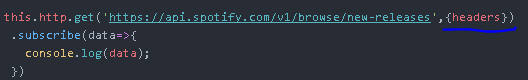 this.http.get('https://api.spotify.com/v1/browse/new-releases',{headers})
.subscribe(data=>{
console.log(data);
})